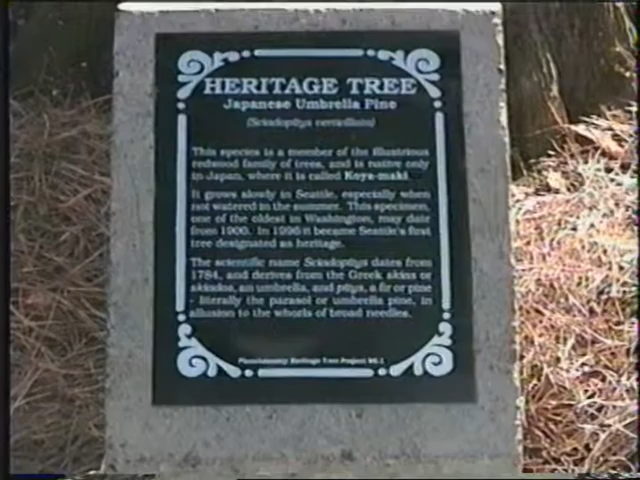 HERITAGE TREE
Japanese Umbrella Pine
(Sciadopitys verticillata)
This species is a member of the illustrious
redwood family of trees, and is native only
in Japan, where it is called Koya-maki.
It grows slowly in Seattle, especially when
not watered in the summer. This specimen,
one of the oldest in Washington, may date
from 1900. In 1996 it became Seattle's first
tree designated as heritage.
The scientific name Sciadopitys dates from
1784, and derives from the Greek skias or
skiados, an umbrella, and pitys, a fir or pine
- literally the parasol or umbrella pine, in
allusion to the whorls of broad needles.
PlantAmnesty Heritage Tree Project No.1